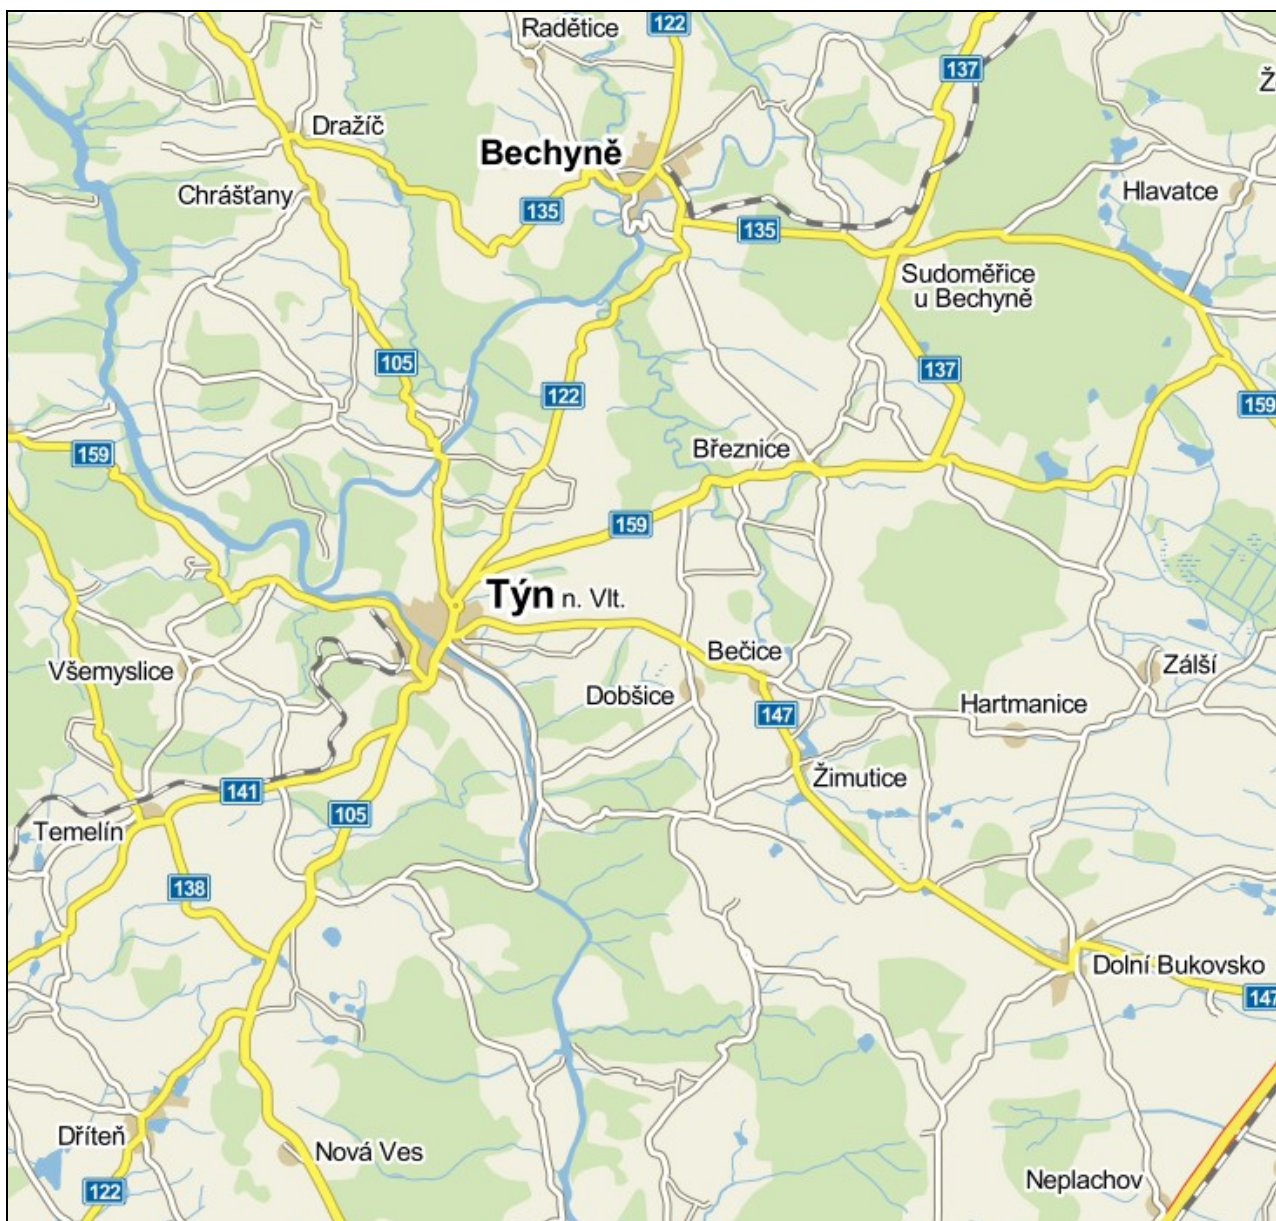 Radětice
122
137
Ž
Dražíč
Bechyně
Chrášťany
Hlavatce
135
135
Sudoměřice
u Bechyně
105
137
122
159
Březnice
159
159
Týn n. Vlt.
Bečice
Všemyslice
Zálší
Dobšice
Hartmanice
147
Žimutice
141
105
Temelín
138
Dolní Bukovsko
147
Dříteň
Nová Ves
Neplachov
122